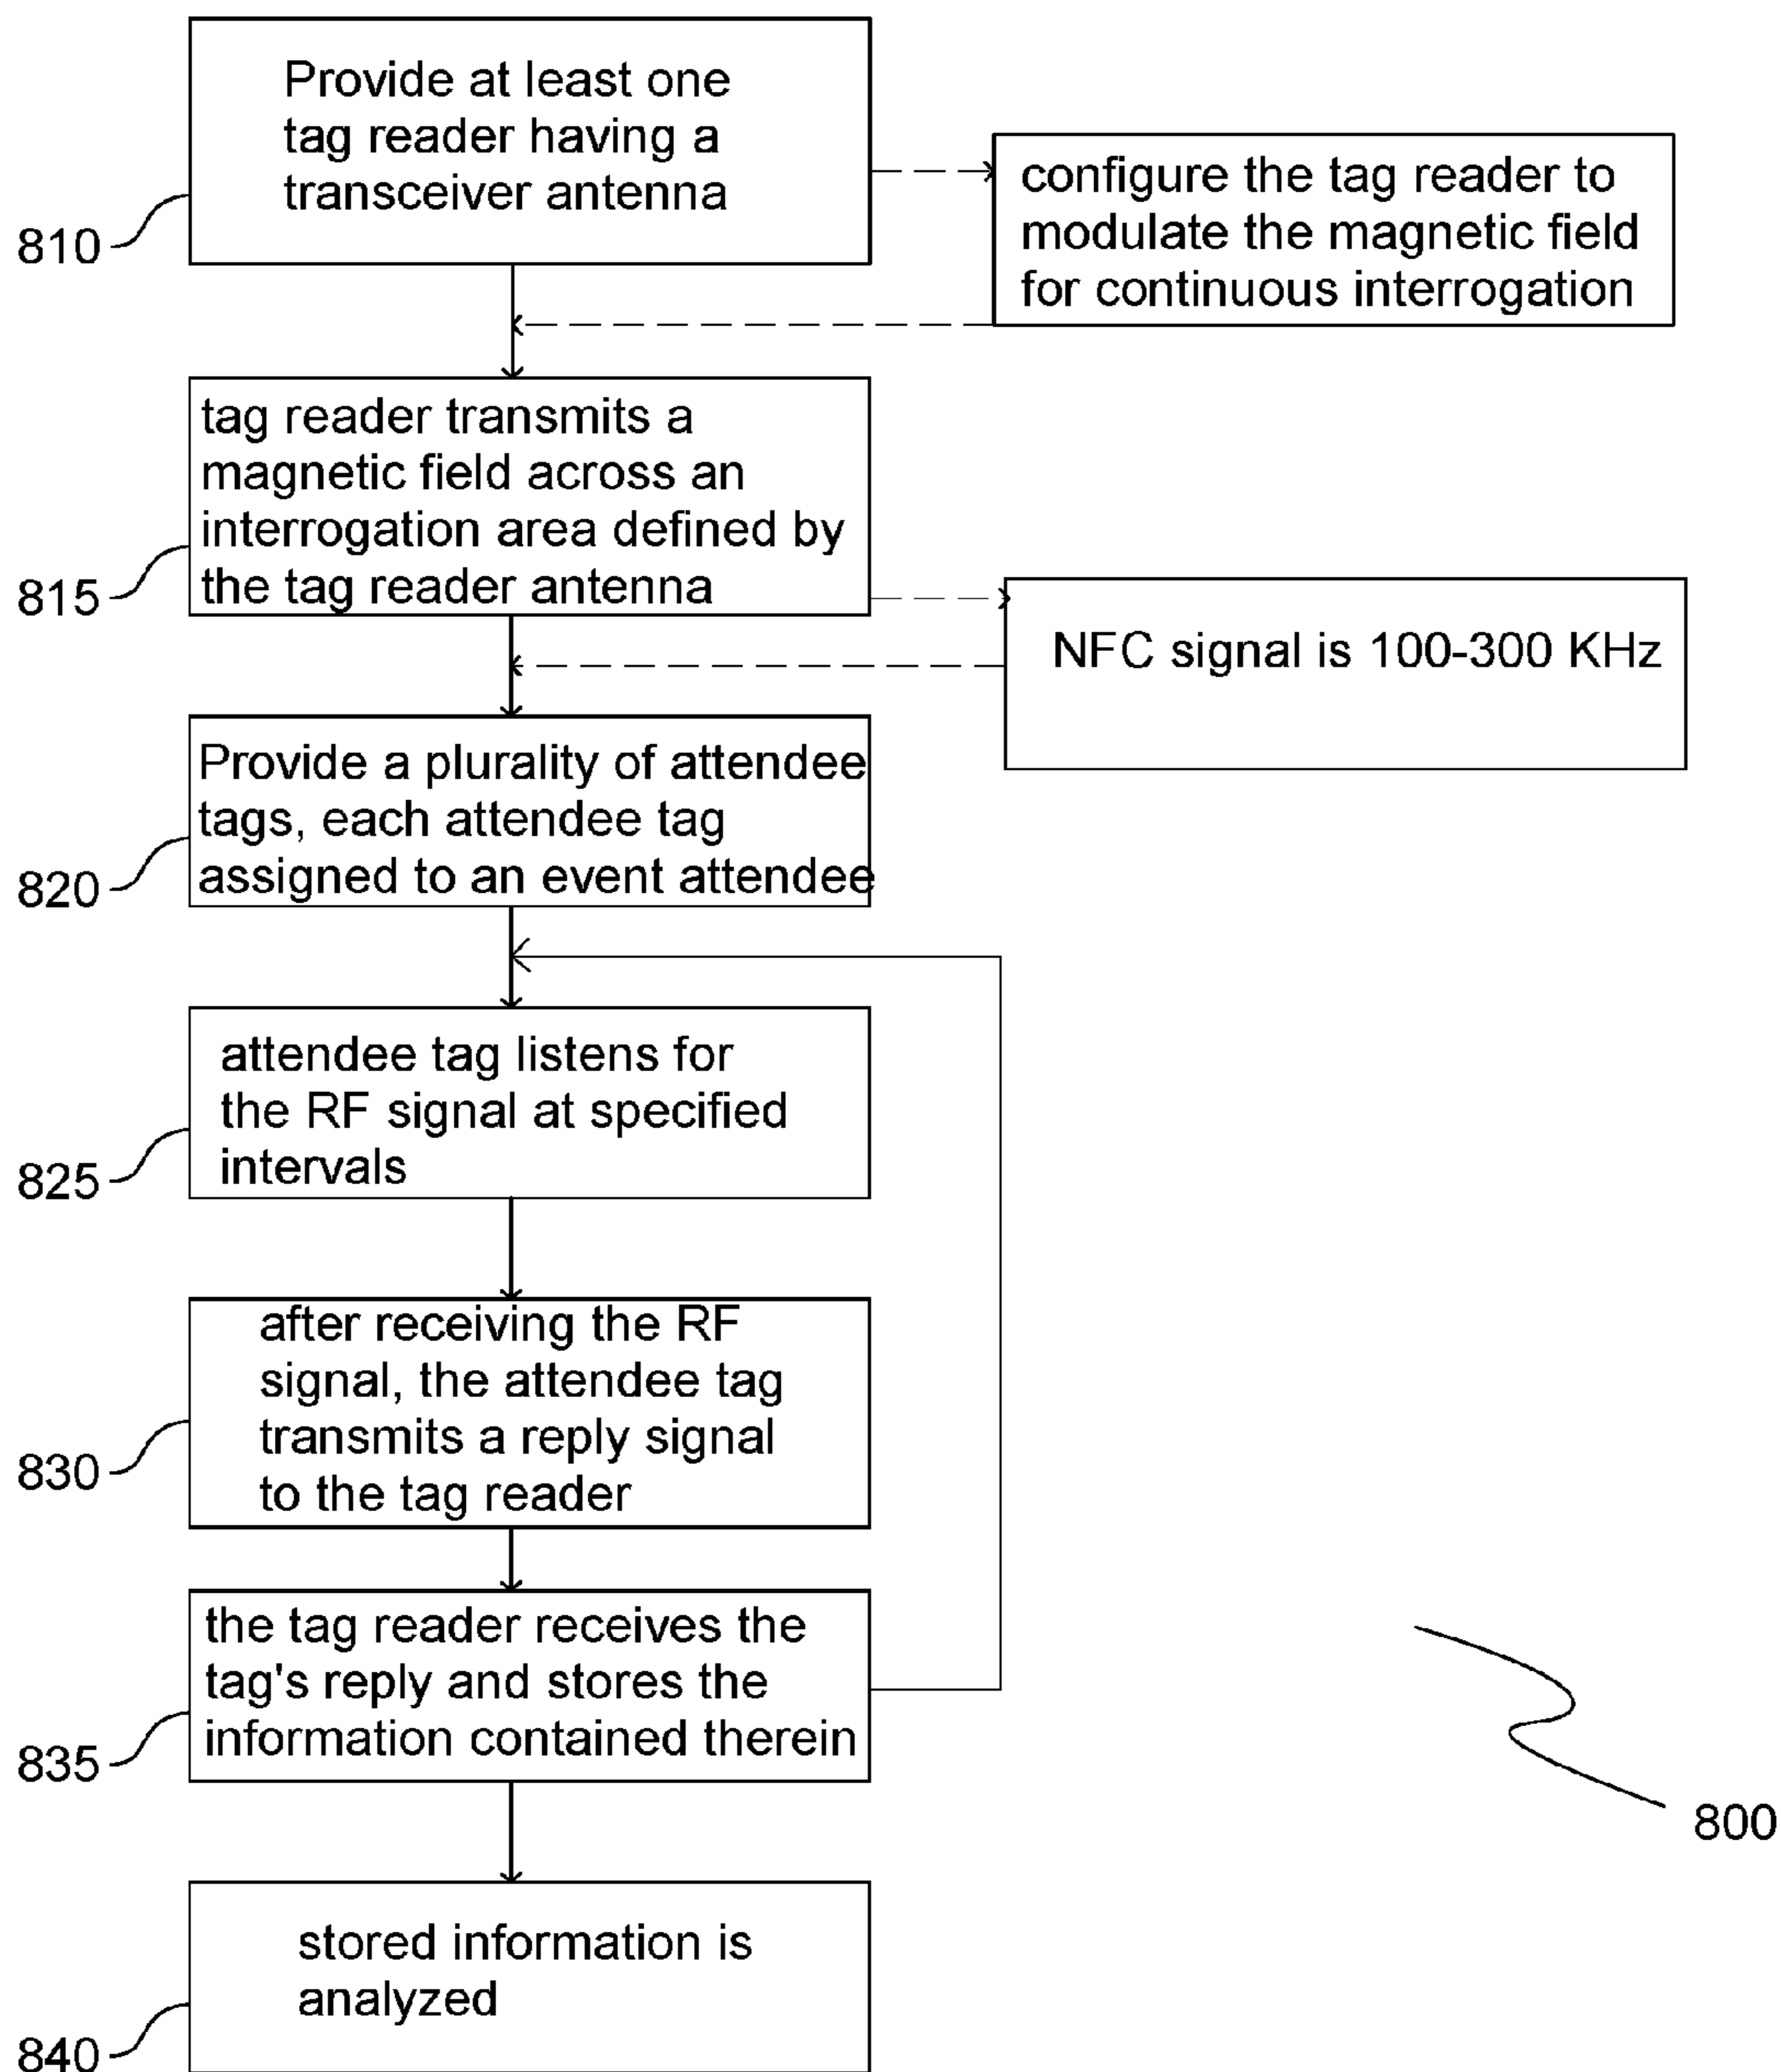 Provide at least one
tag reader having a
transceiver antenna
810
configure the tag reader to
modulate the magnetic field
for continuous interrogation
tag reader transmits a
magnetic field across an
interrogation area defined by
the tag reader antenna
815
NFC signal is 100-300 KHz
Provide a plurality of attendee
tags, each attendee tag
assigned to an event attendee
820
attendee tag listens for
the RF signal at specified
intervals
825
after receiving the RF
signal, the attendee tag
transmits a reply signal
to the tag reader
830
the tag reader receives the
tag's reply and stores the
information contained therein
835
800
stored information is
analyzed
840